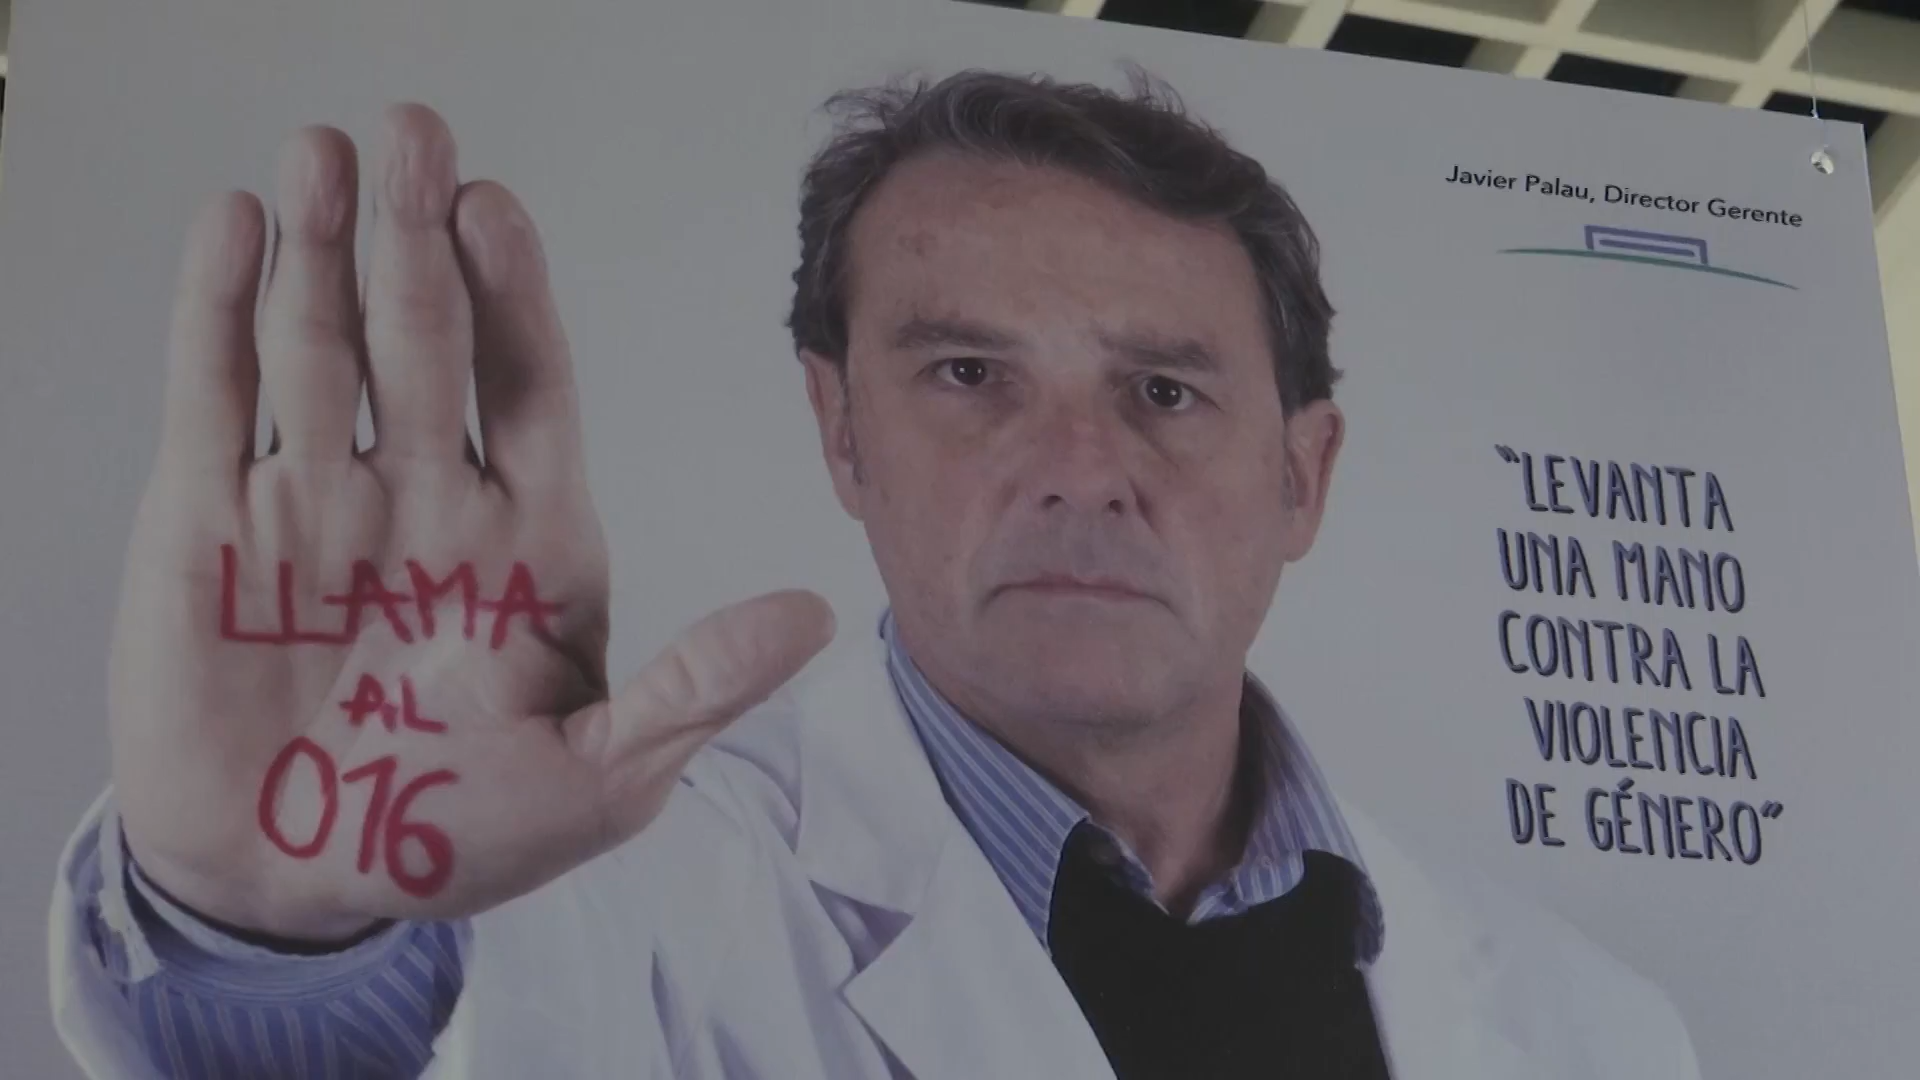 Javier Palau, Director Gerente
LLAMA
AL
016
"LEVANTA
UNA MANO
CONTRA LA
VIOLENCIA
DE GÉNERO"